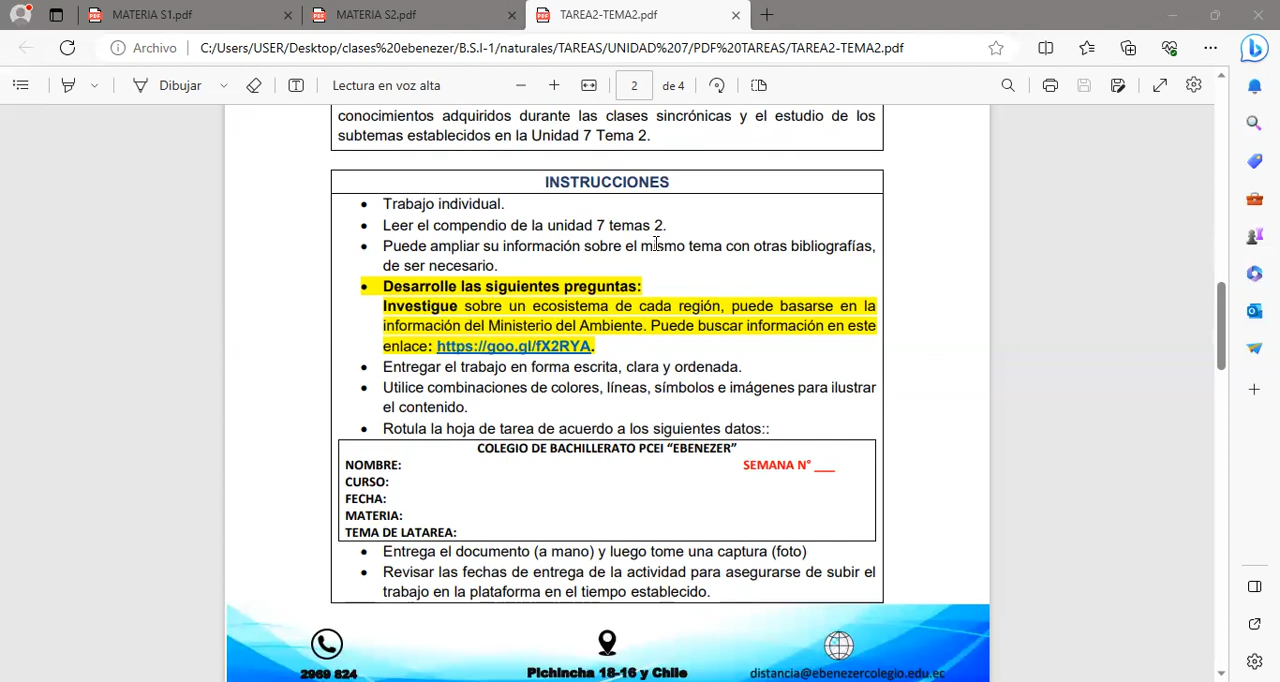 MATERIA S1.pdf
MATERIA S2.pdf
TAREA2-TEMA2.pdf
Archivo
C:/Users/USER/Desktop/clases%20ebenezer/B.S.I-1/naturales/TAREAS/UNIDAD%207/PDF%20TAREAS/TAREA2-TEMA2.pdf
Dibujar
Lectura en voz alta
2
de 4
conocimientos adquiridos durante las clases sincrónicas y el estudio de los
subtemas establecidos en la Unidad 7 Tema 2.
INSTRUCCIONES
• Trabajo individual.
• Leer el compendio de la unidad 7 temas 2.
• Puede ampliar su información sobre el mismo tema con otras bibliografías,
de ser necesario.
• Desarrolle las siguientes preguntas:
Investigue sobre un ecosistema de cada región, puede basarse en la
información del Ministerio del Ambiente. Puede buscar información en este
enlace: https://goo.gl/fX2RYA.
• Entregar el trabajo en forma escrita, clara y ordenada.
• Utilice combinaciones de colores, líneas, símbolos e imágenes para ilustrar
el contenido.
• Rotula la hoja de tarea de acuerdo a los siguientes datos::
COLEGIO DE BACHILLERATO PCEI “EBENEZER”
NOMBRE: SEMANA N° ___
CURSO:
FECHA:
MATERIA:
TEMA DE LATAREA:
• Entrega el documento (a mano) y luego tome una captura (foto)
• Revisar las fechas de entrega de la actividad para asegurarse de subir el
trabajo en la plataforma en el tiempo establecido.
2969 824
Pichincha 18-16 y Chile
distancia@ebenezercolegio.edu.ec